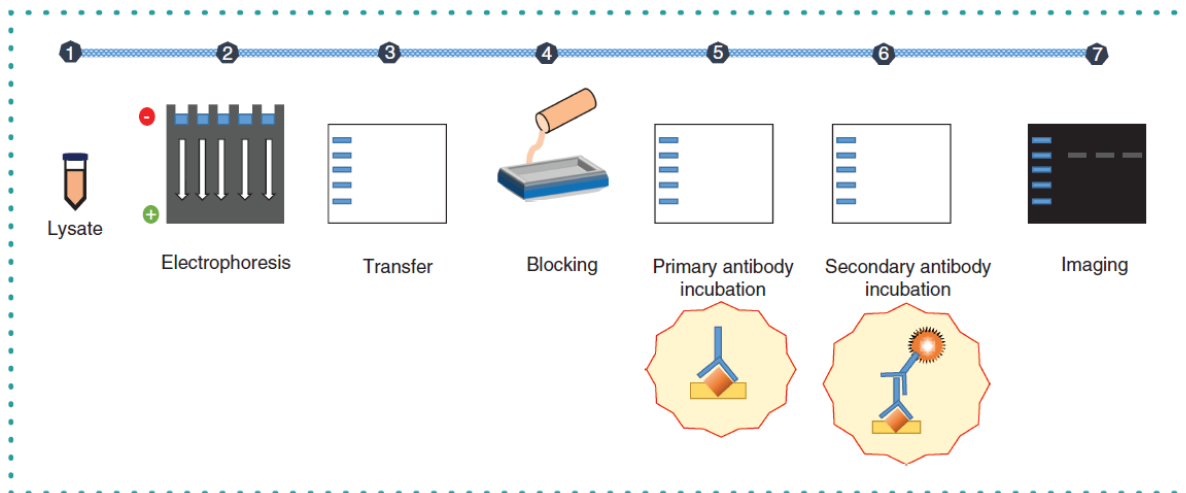 1 2 3 4 5 6 7
-
+
Lysate
Electrophoresis
Transfer
Blocking
Primary antibody
incubation
Secondary antibody
incubation
Imaging